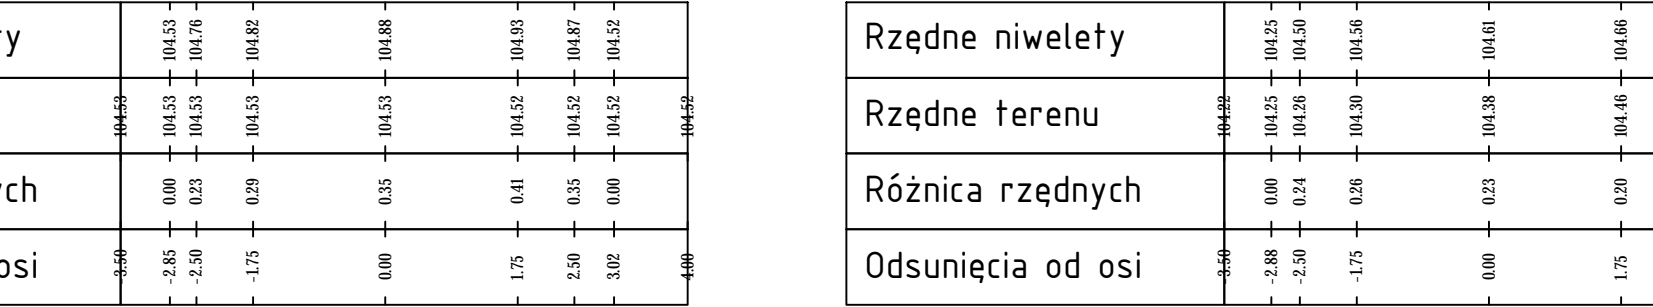 y 104.53 104.76 104.82 104.88 104.93 104.87 104.52
104.53 104.53 104.53 104.53 104.53 104.52 104.52 104.52 104.52
ych 0.00 0.23 0.29 0.35 0.41 0.35 0.00
osi -3.50 -2.85 -2.50 -1.75 0.00 1.75 2.50 3.02 4.00
Rzędne niwelety 104.25 104.50 104.56 104.61 104.66
Rzędne terenu 104.22 104.25 104.26 104.30 104.38 104.46
Różnica rzędnych 0.00 0.24 0.26 0.23 0.20
Odsunięcia od osi -3.50 -2.88 -2.50 -1.75 0.00 1.75